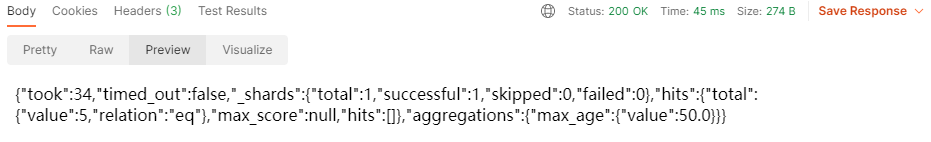 Body Cookies Headers (3) Test Results Status: 200 OK Time: 45 ms Size: 274 B Save Response
Pretty Raw Preview Visualize
{"took":34,"timed_out":false,"_shards":{"total":1,"successful":1,"skipped":0,"failed":0},"hits":{"total":
{"value":5,"relation":"eq"},"max_score":null,"hits":[]},"aggregations":{"max_age":{"value":50.0}}}